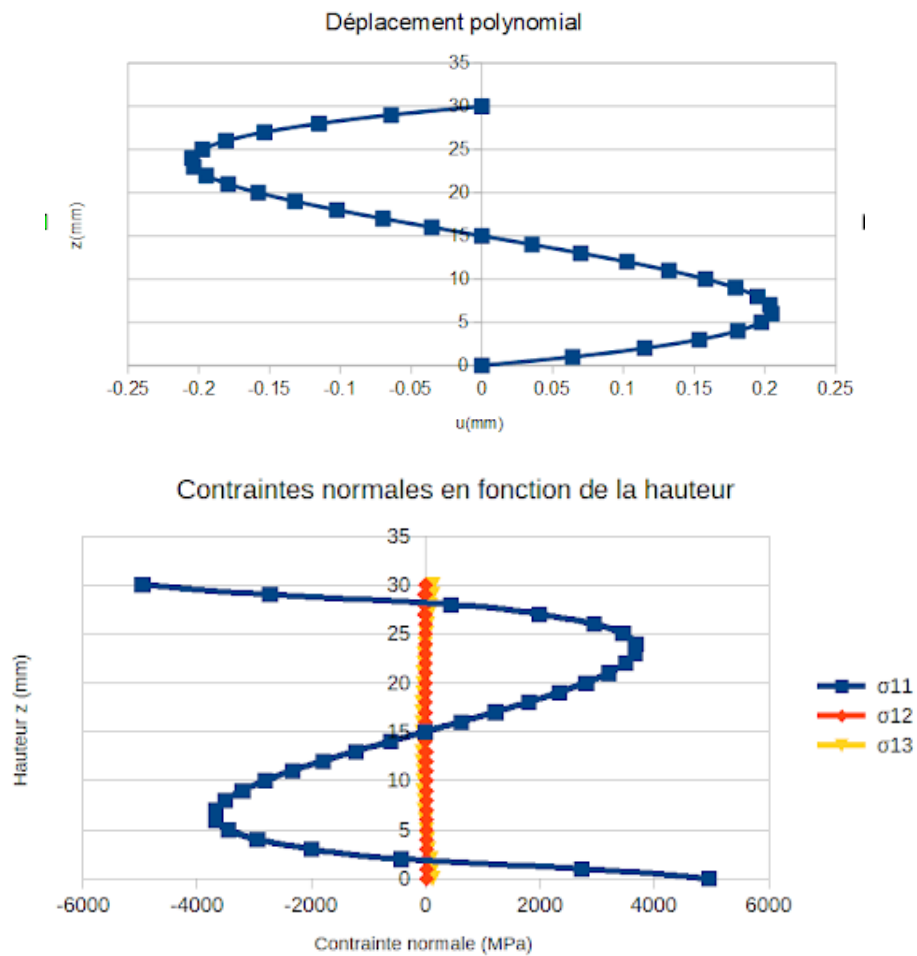 Déplacement polynomial
35
30
25
20
15
10
5
0
-0.25 -0.2 -0.15 -0.1 -0.05 0 0.05 0.1 0.15 0.2 0.25
z(mm)
u(mm)
Contraintes normales en fonction de la hauteur
35
30
25
20
15
10
5
0
-6000 -4000 -2000 0 2000 4000 6000
Hauteur z (mm)
Contrainte normale (MPa)
σ11
σ12
σ13